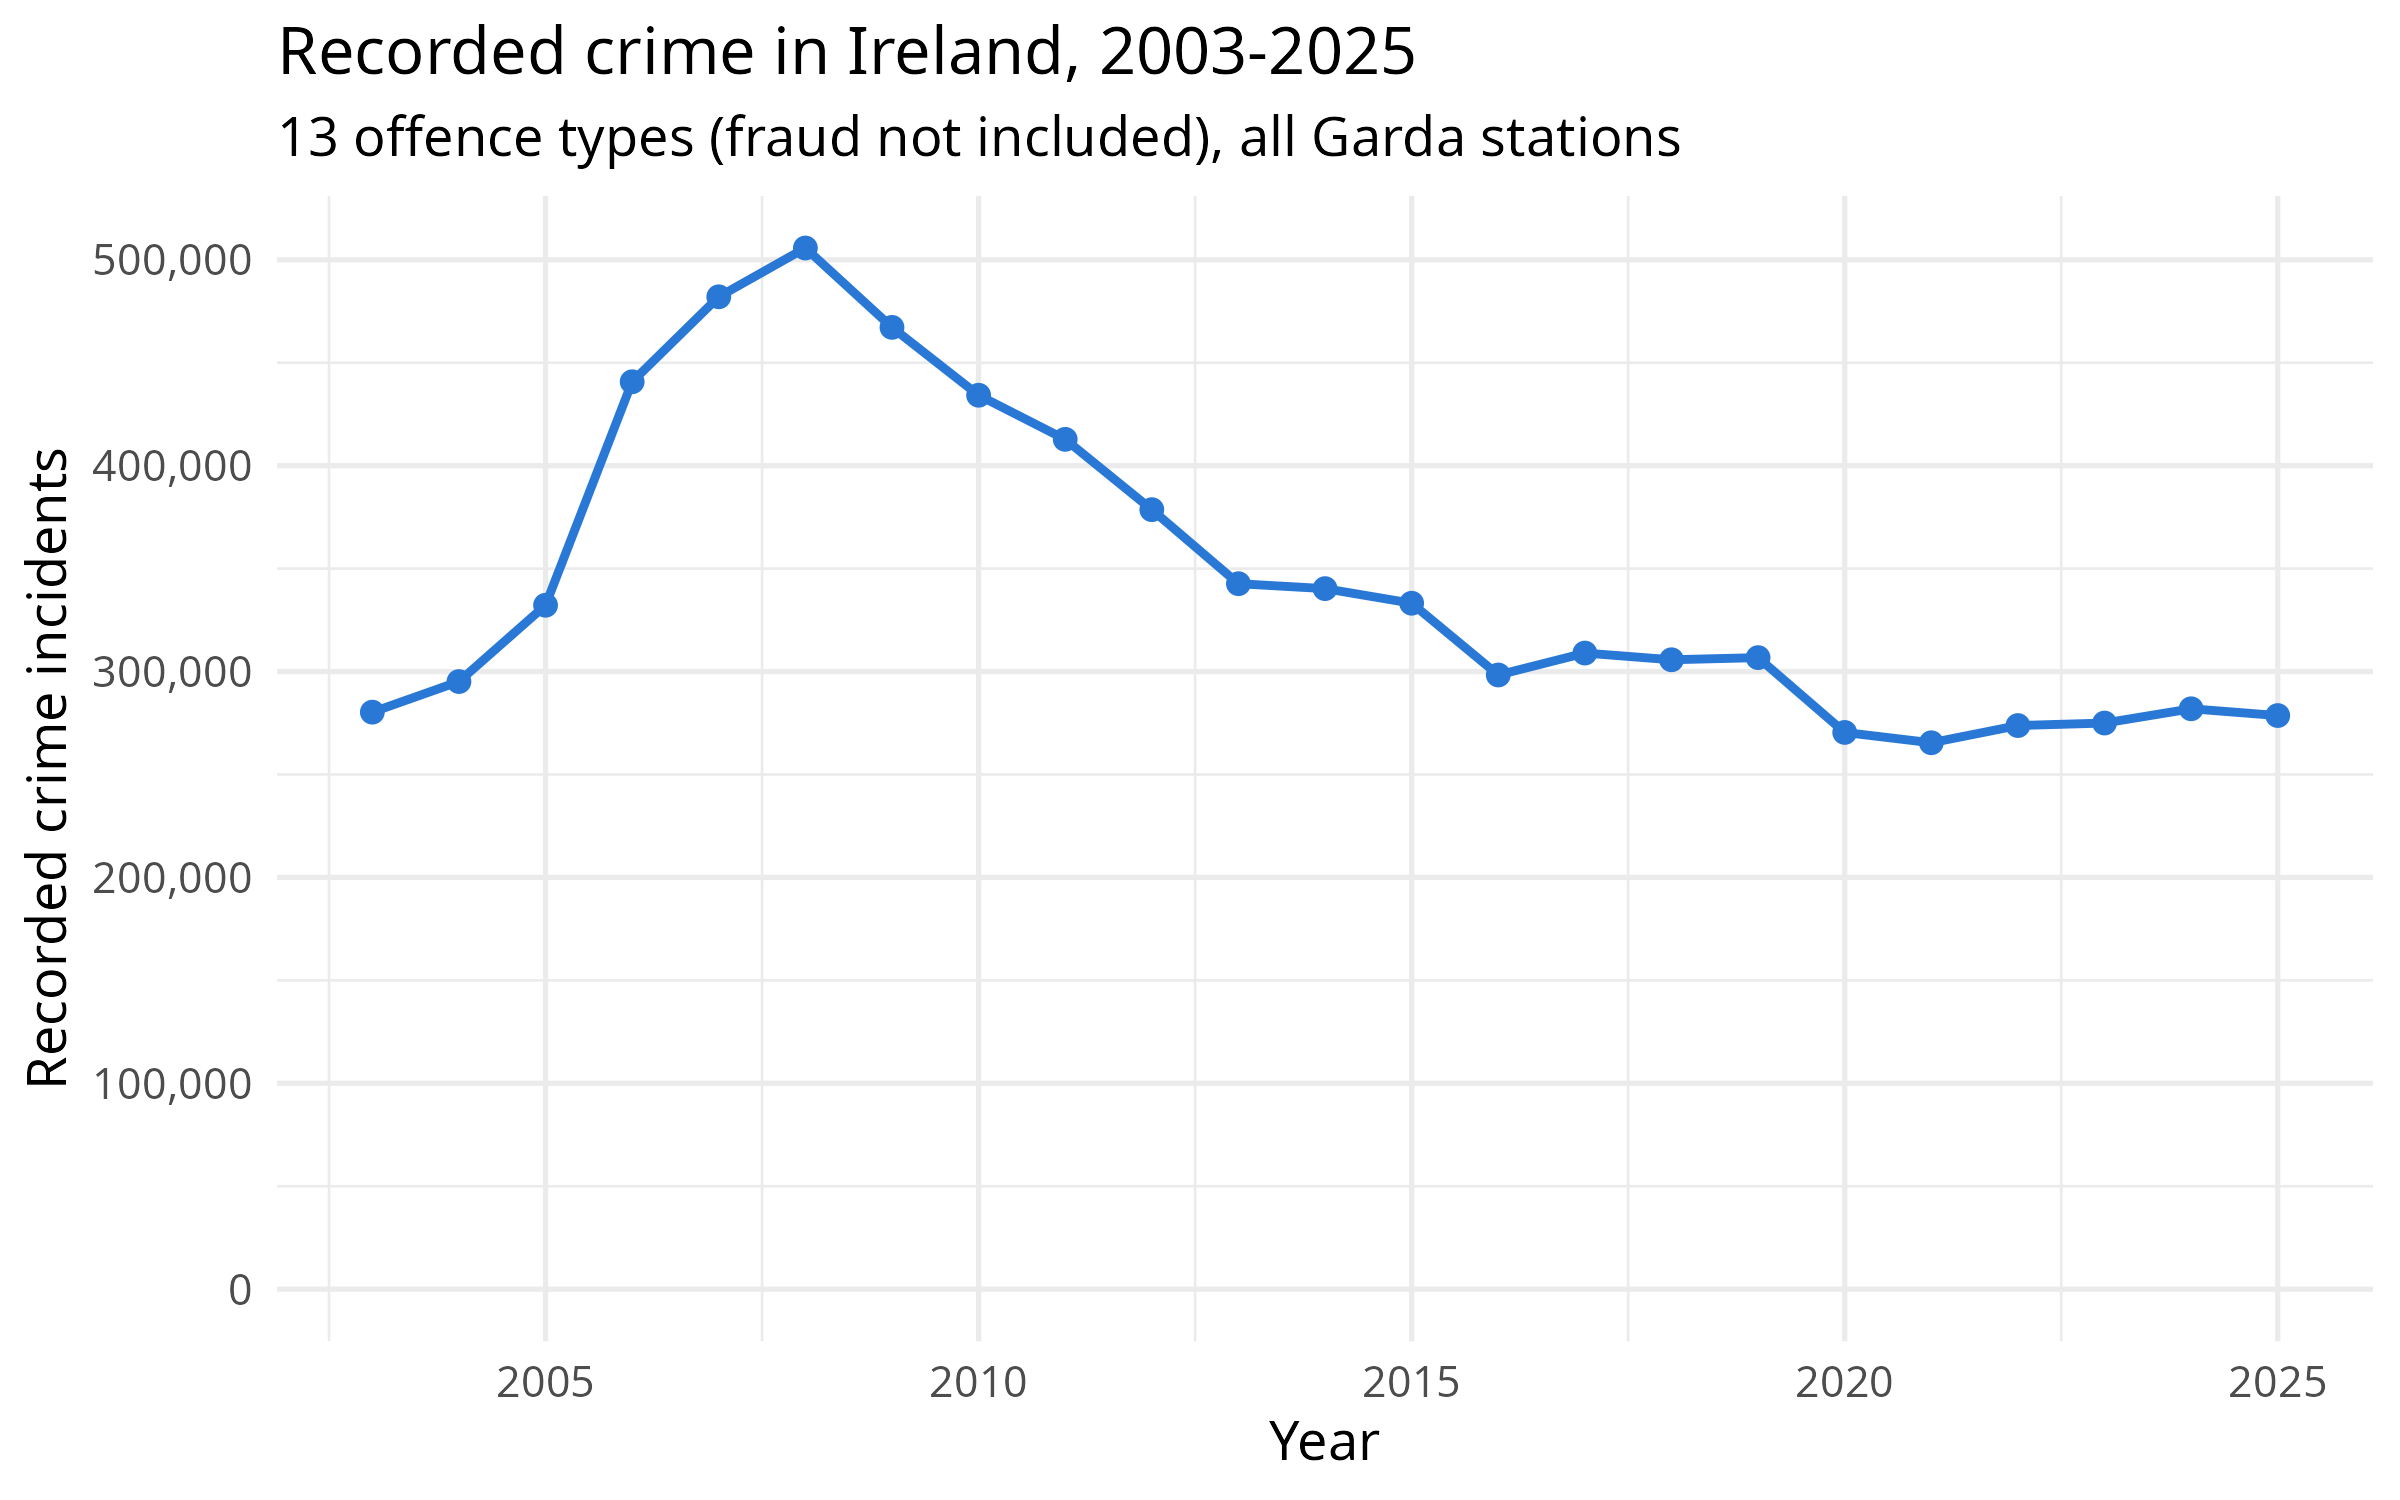 Recorded crime in Ireland, 2003-2025
13 offence types (fraud not included), all Garda stations
Recorded crime incidents
500,000
400,000
300,000
200,000
100,000
0
2005
2010
2015
2020
2025
Year